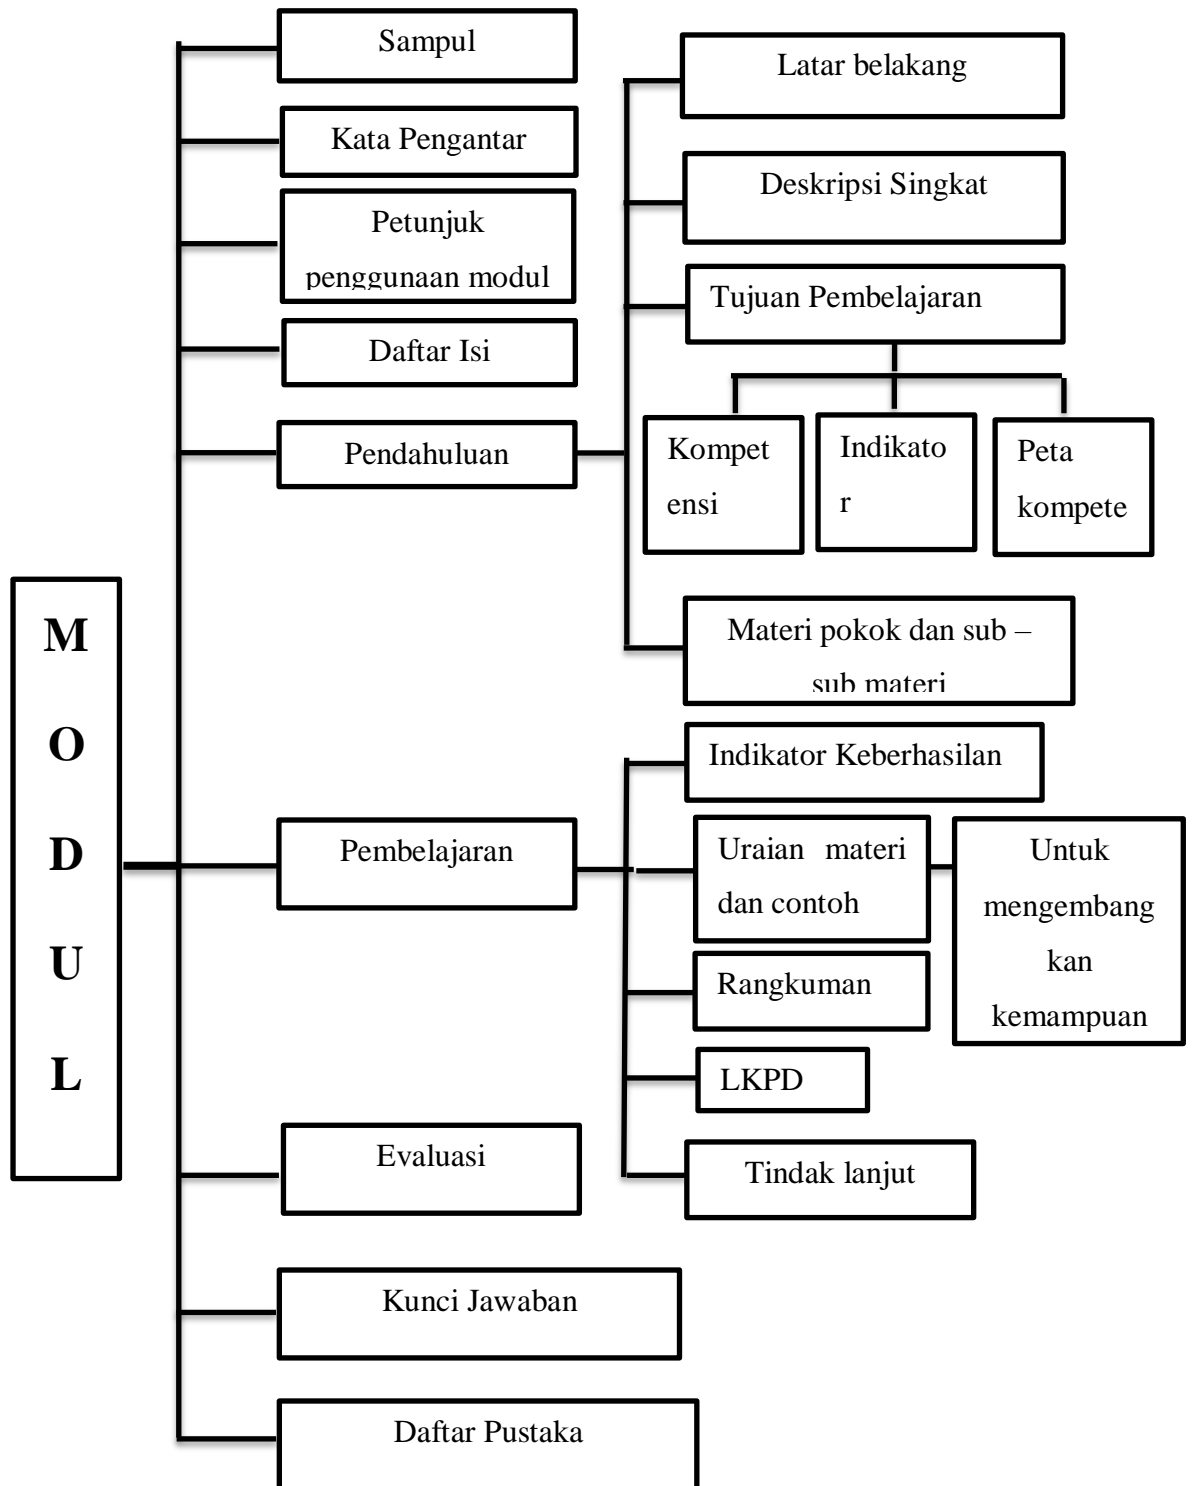 Sampul
Kata Pengantar
Petunjuk
penggunaan modul
Daftar Isi
Pendahuluan
Latar belakang
Deskripsi Singkat
Tujuan Pembelajaran
Kompet
ensi
Indikato
r
Peta
kompete
Materi pokok dan sub –
sub materi
M
O
D
U
L
Pembelajaran
Indikator Keberhasilan
Uraian materi
dan contoh
Untuk
mengembang
kan
kemampuan
Rangkuman
LKPD
Tindak lanjut
Evaluasi
Kunci Jawaban
Daftar Pustaka